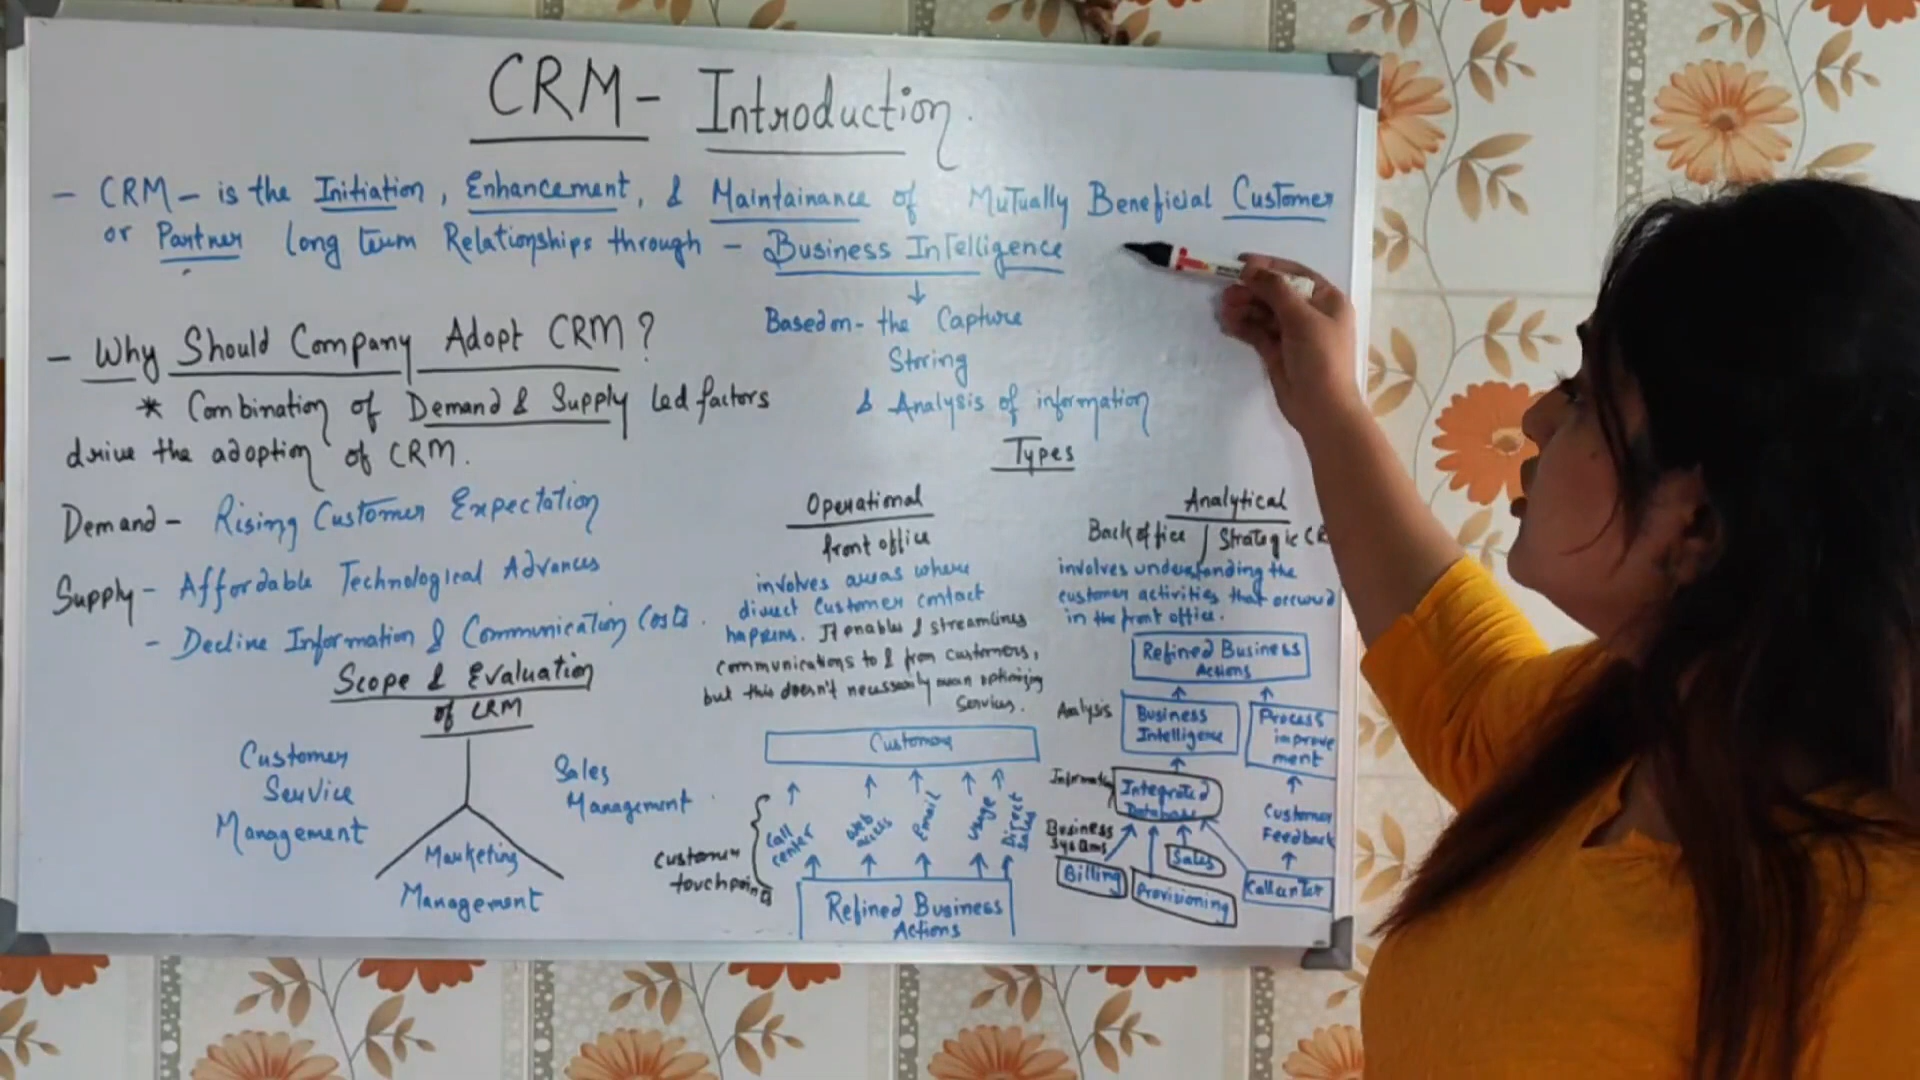 CRM - Introduction.
- CRM - is the Initiation, Enhancement, & Maintainance of Mutually Beneficial Customer
or Partner long term Relationships through - Business Intelligence
↓
Based on - the Capture
Storing
& Analysis of information
- Why Should Company Adopt CRM?
* Combination of Demand & Supply led factors
drive the adoption of CRM.
Demand - Rising Customer Expectation
Supply - Affordable Technological Advances
- Decline Information & Communication Costs.
Scope & Evaluation
of CRM
Customer
Service
Management
Sales
Management
Marketing
Management
Types
Operational
front office
involves areas where
direct Customer contact
happens. It enables & streamlines
communications to & from customers,
but this doesn't necessarily mean optimizing
Services.
Customer
Call center
Web access
Email
Usage
Direct Sales
Customer
touchpoing
Refined Business
Actions
Analytical
Back office / Strategic CR
involves understanding the
customer activities that occured
in the front office.
Refined Business
Actions
Analysis
Business
Intelligence
Process
improve
ment
Integrated
Database
Customer
Feedback
Business
Billing
Provisioning
Sales